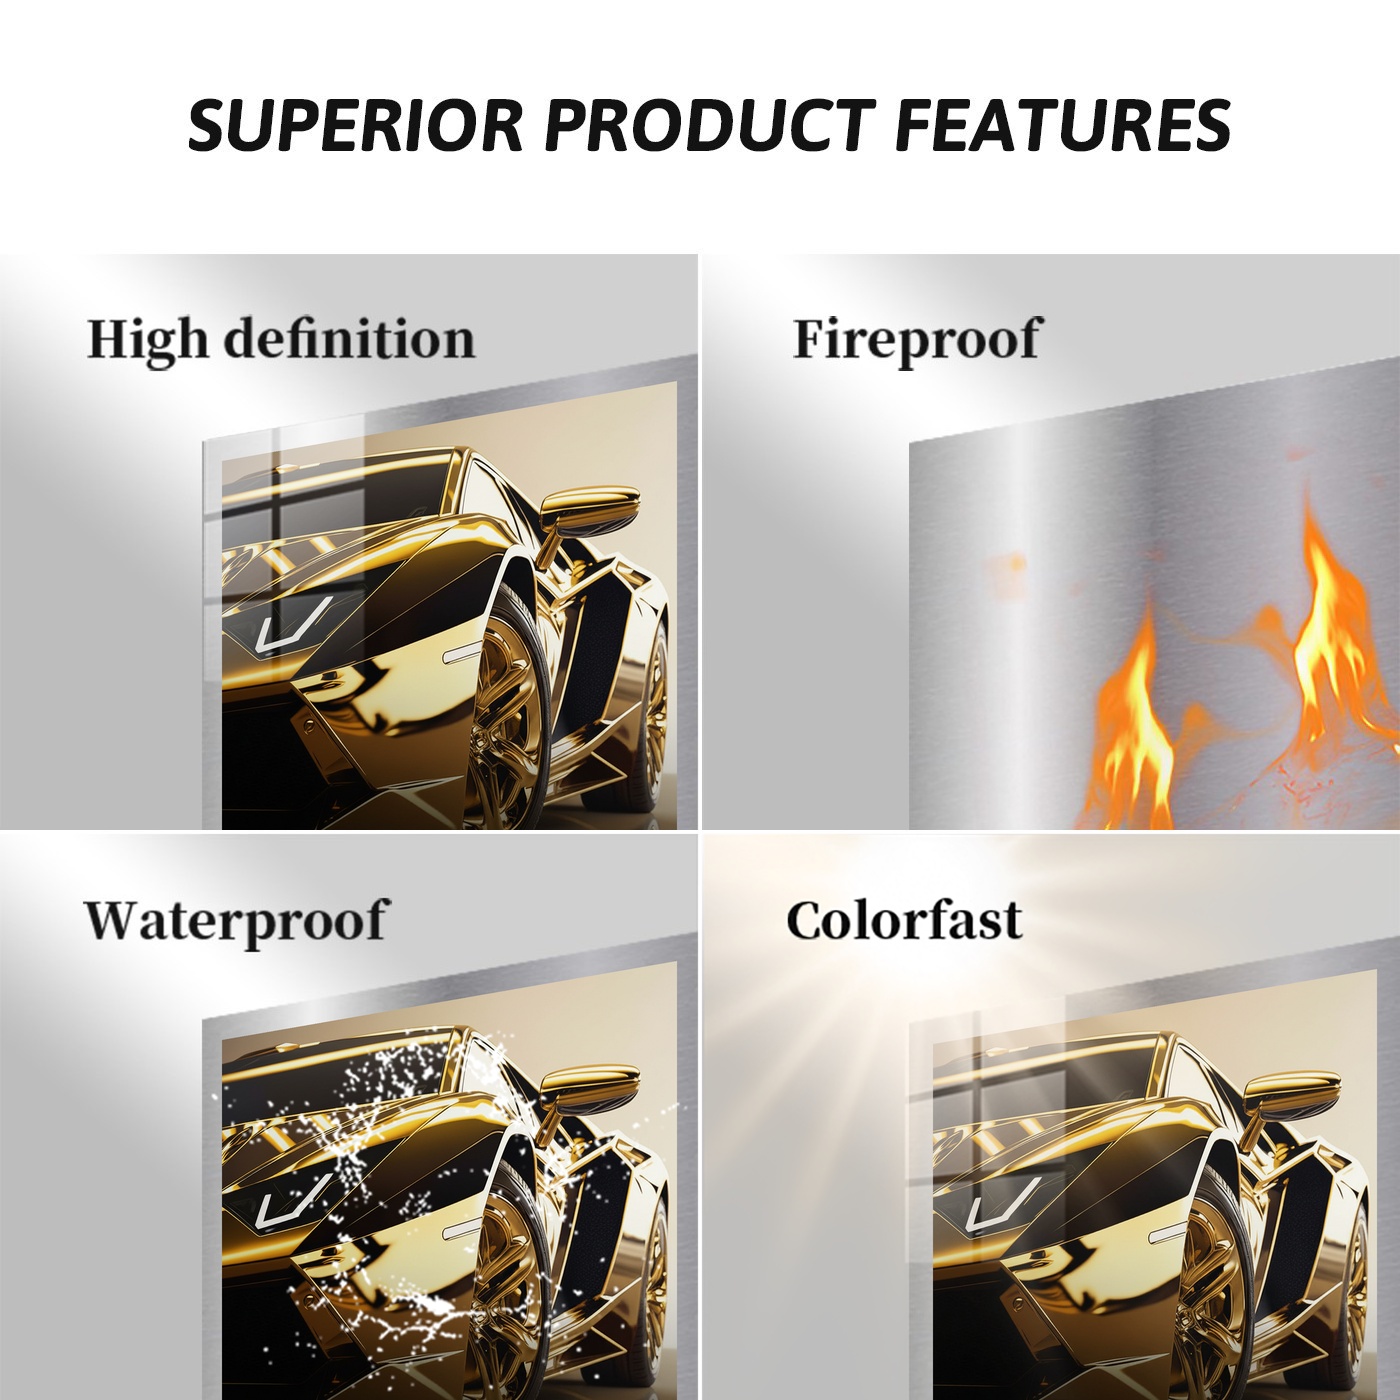 SUPERIOR PRODUCT FEATURES
High definition
Fireproof
Waterproof
Colorfast